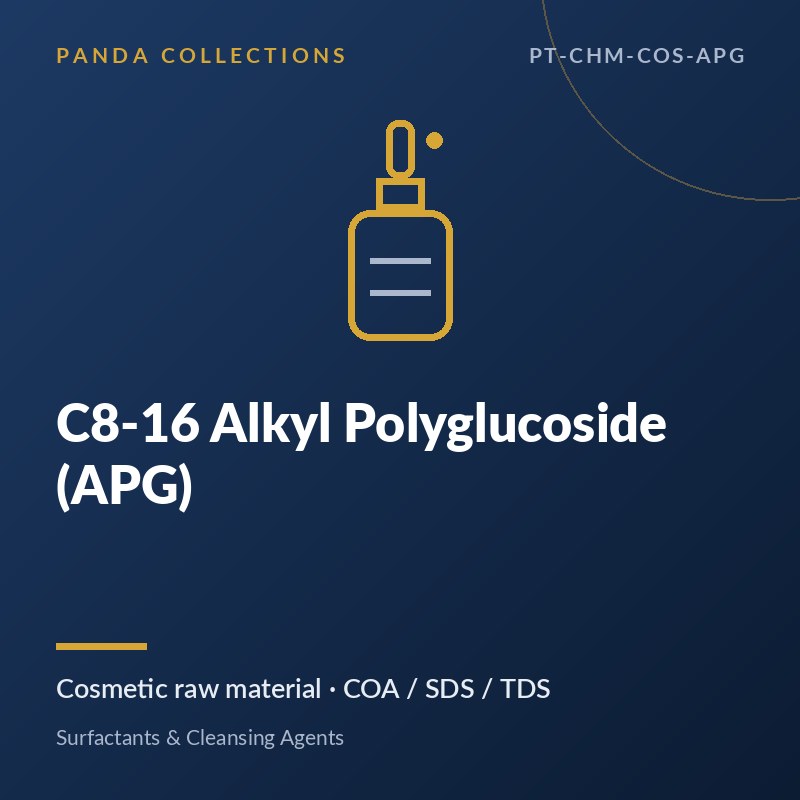 PANDA COLLECTIONS
PT-CHM-COS-APG
C8-16 Alkyl Polyglucoside
(APG)
Cosmetic raw material · COA / SDS / TDS
Surfactants & Cleansing Agents